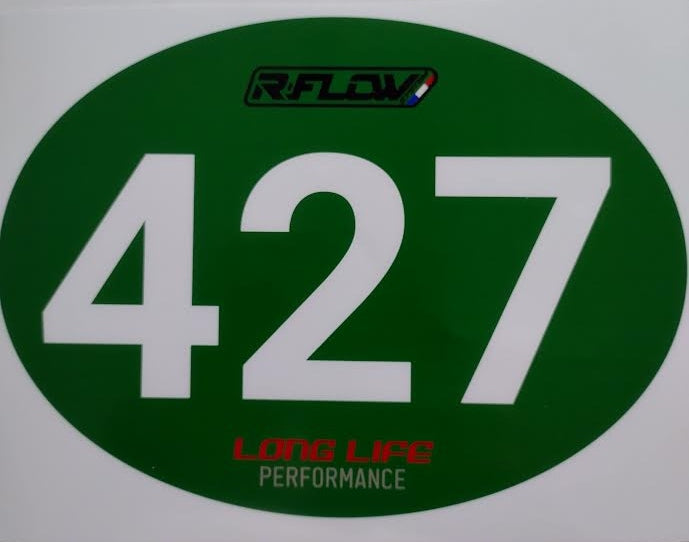 R-FLOW
427
LONG LIFE
PERFORMANCE